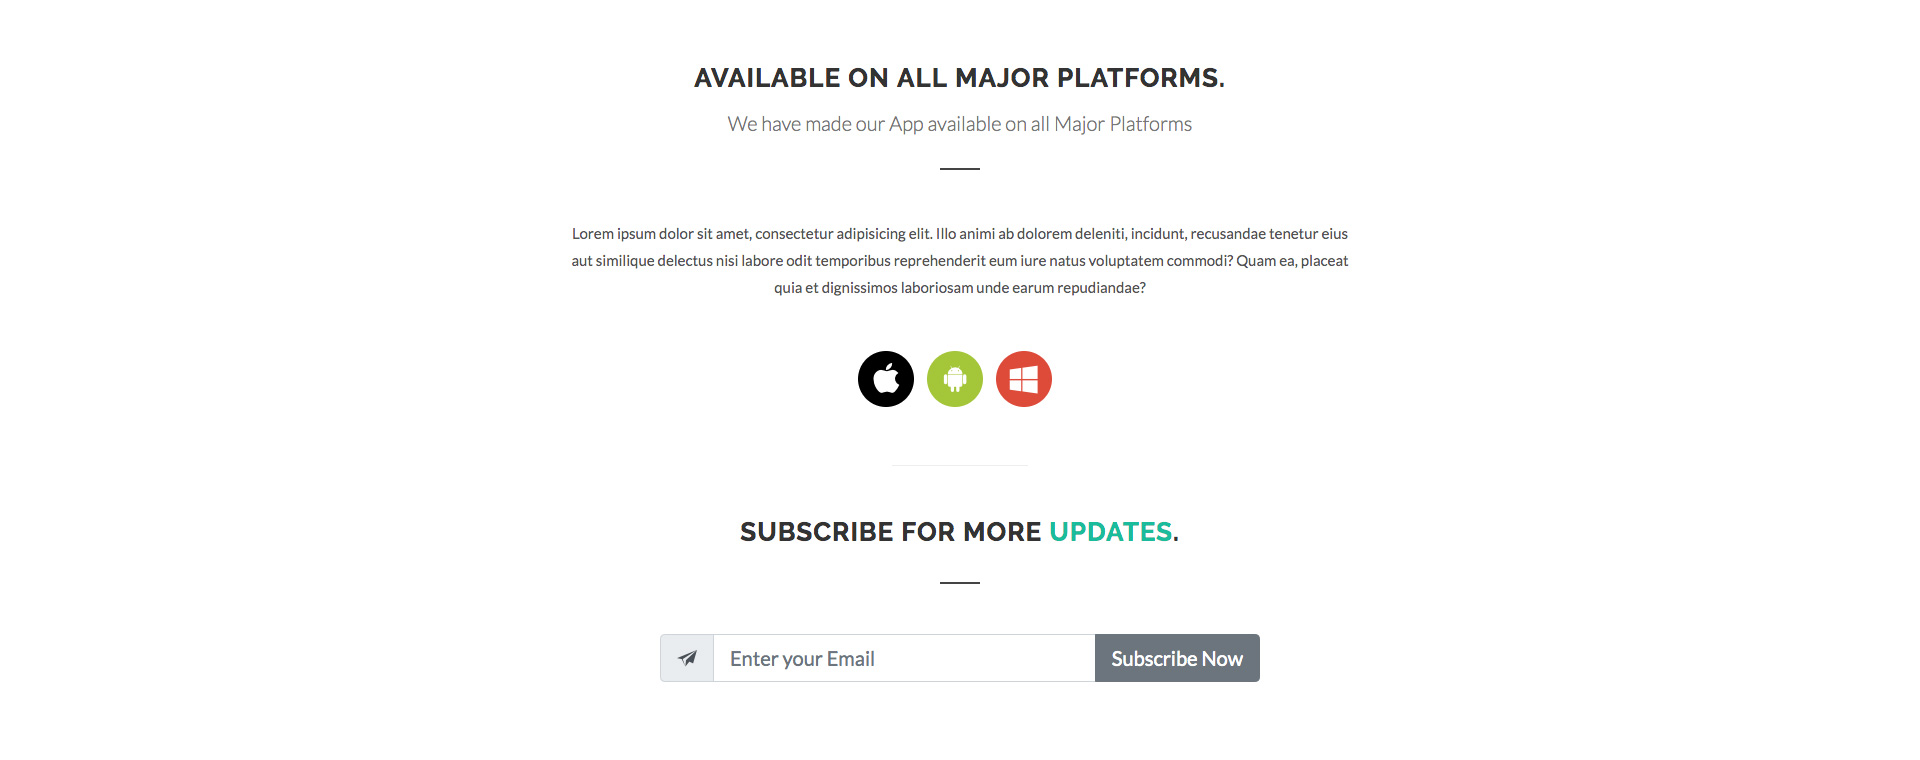 AVAILABLE ON ALL MAJOR PLATFORMS.
We have made our App available on all Major Platforms
Lorem ipsum dolor sit amet, consectetur adipisicing elit. Illo animi ab dolorem deleniti, incidunt, recusandae tenetur eius
aut similique delectus nisi labore odit temporibus reprehenderit eum iure natus voluptatem commodi? Quam ea, placeat
quia et dignissimos laboriosam unde earum repudiandae?
SUBSCRIBE FOR MORE UPDATES.
Enter your Email
Subscribe Now